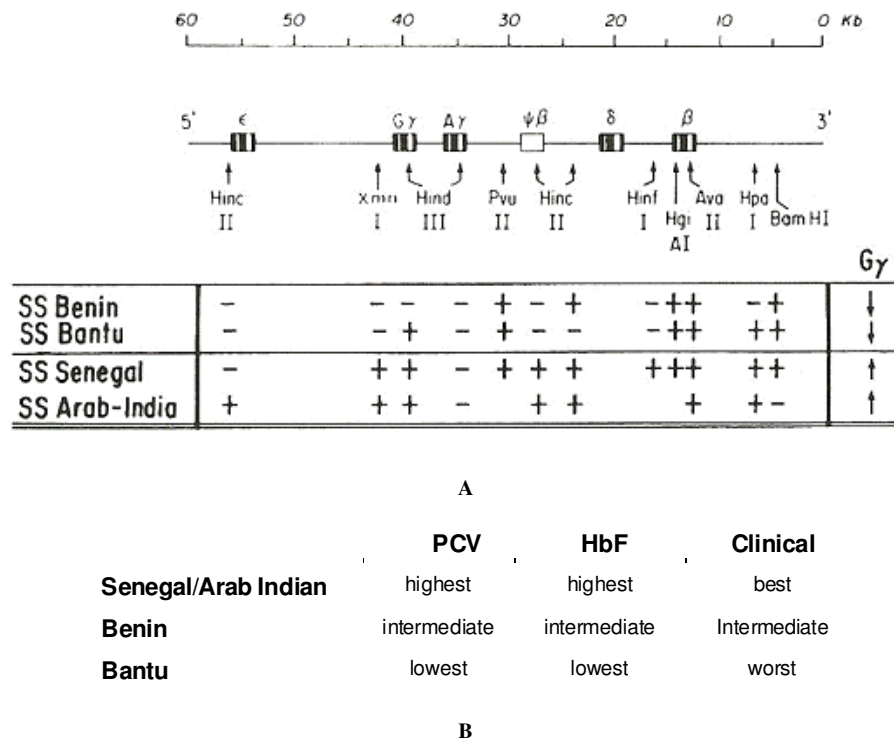 60 50 40 30 20 10 0 Kb
5' ε Gγ Aγ ψβ δ β 3'
Hinc II Xmn I Hind III Pvu II Hinc II Hinf I Hgi AI Ava II Hpa I Bam HI
Gγ
SS Benin - - - - + - + - + + - + ↓
SS Bantu - - + - + - - - + + + + ↓
SS Senegal - + + - + + + + + + + + ↑
SS Arab-India + + + - + + + + - ↑
A
PCV HbF Clinical
Senegal/Arab Indian highest highest best
Benin intermediate intermediate Intermediate
Bantu lowest lowest worst
B